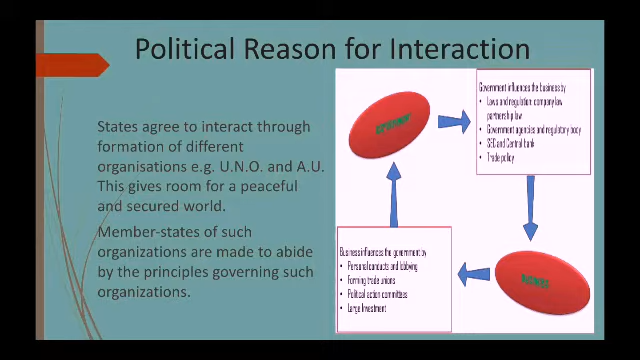 Political Reason for Interaction
States agree to interact through
formation of different
organisations e.g. U.N.O. and A.U.
This gives room for a peaceful
and secured world.
Member-states of such
organizations are made to abide
by the principles governing such
organizations.
Government influences the business by
• Laws and regulation company law
partnership law
• Government agencies and regulatory body
• SEC and Central bank
• Trade policy
Business influences the government by
• Personal conducts and lobbying
• Forming trade unions
• Political action committees
• Large Investment